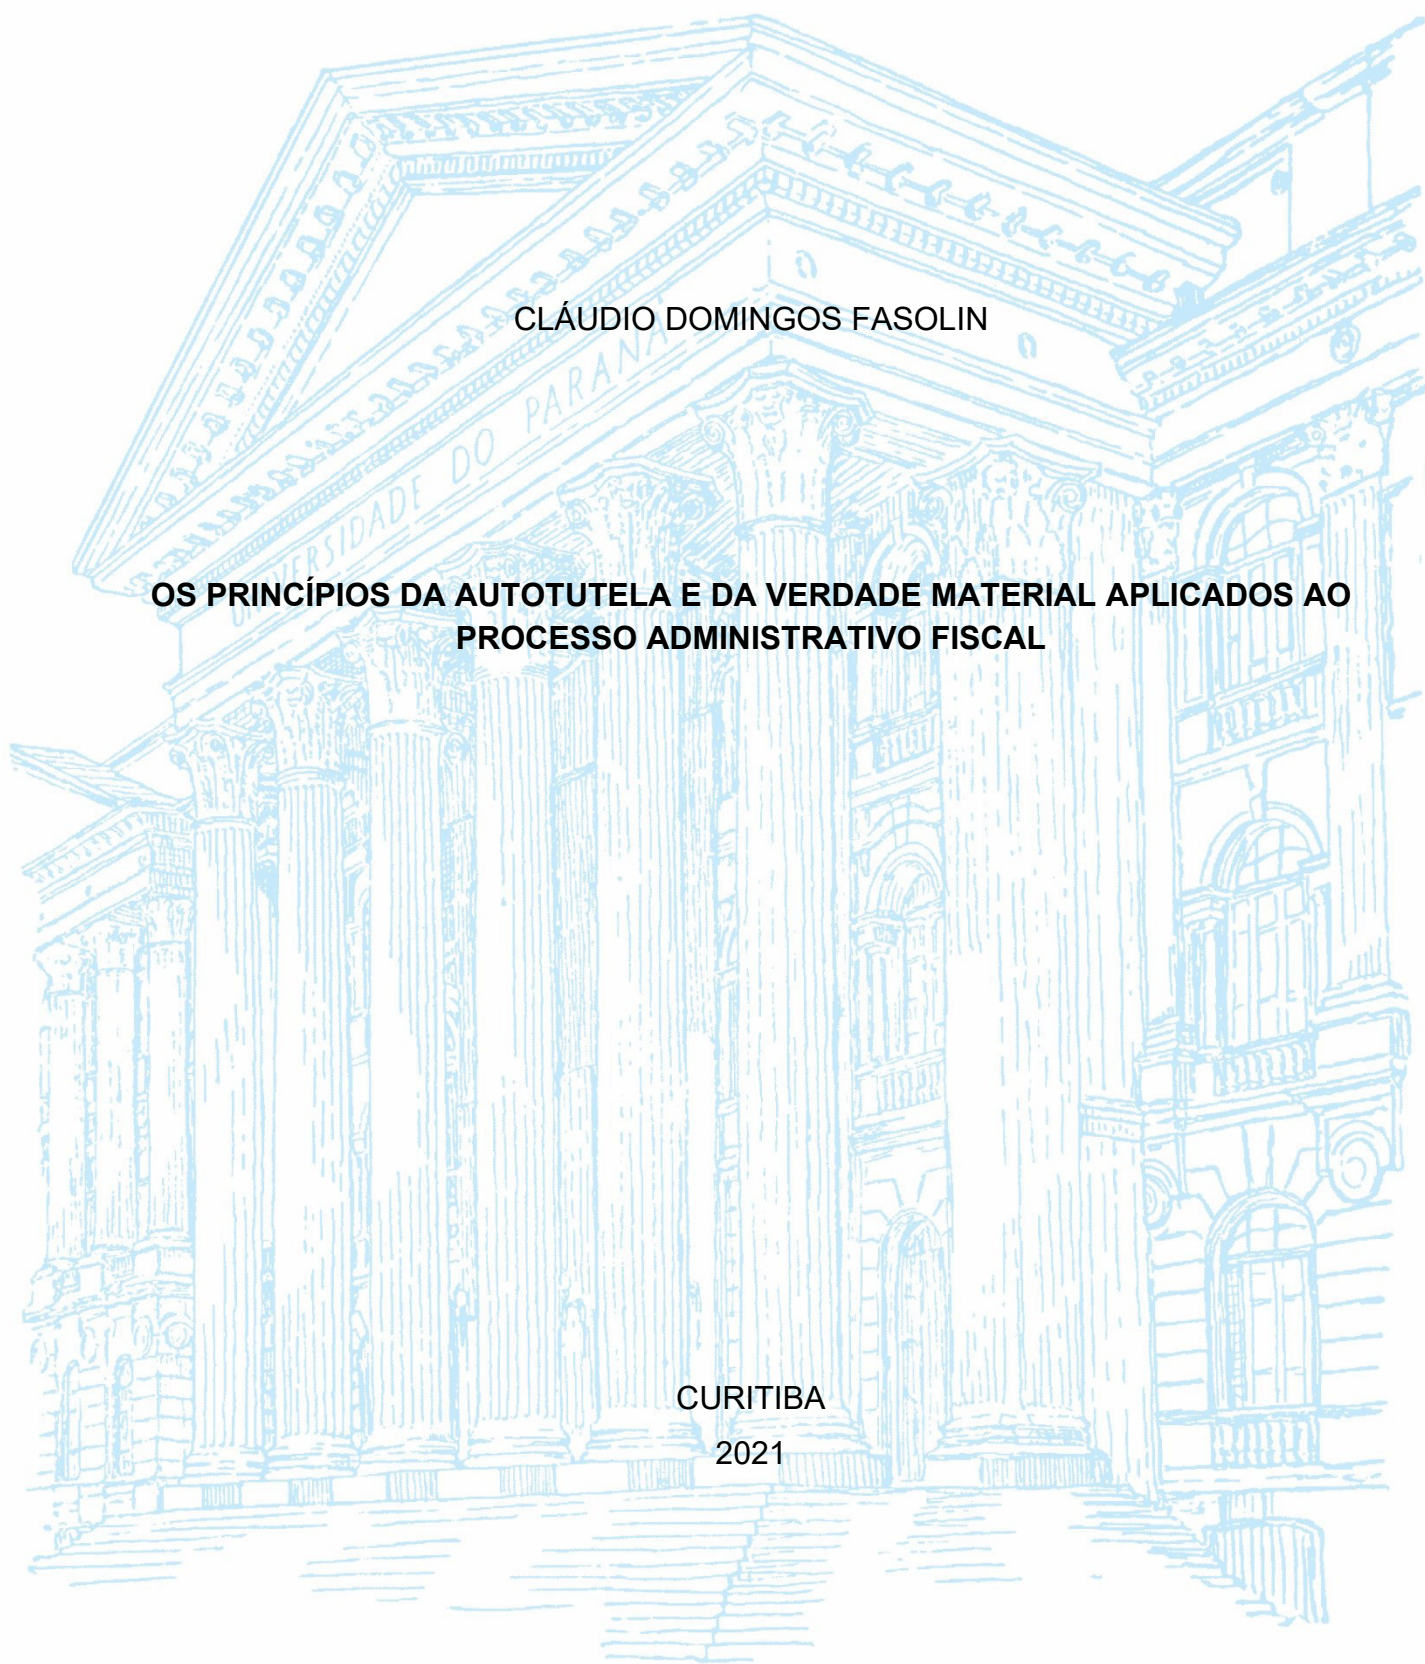 CLÁUDIO DOMINGOS FASOLIN
UNIVERSIDADE DO PARANÁ
OS PRINCÍPIOS DA AUTOTUTELA E DA VERDADE MATERIAL APLICADOS AO
PROCESSO ADMINISTRATIVO FISCAL
CURITIBA
2021